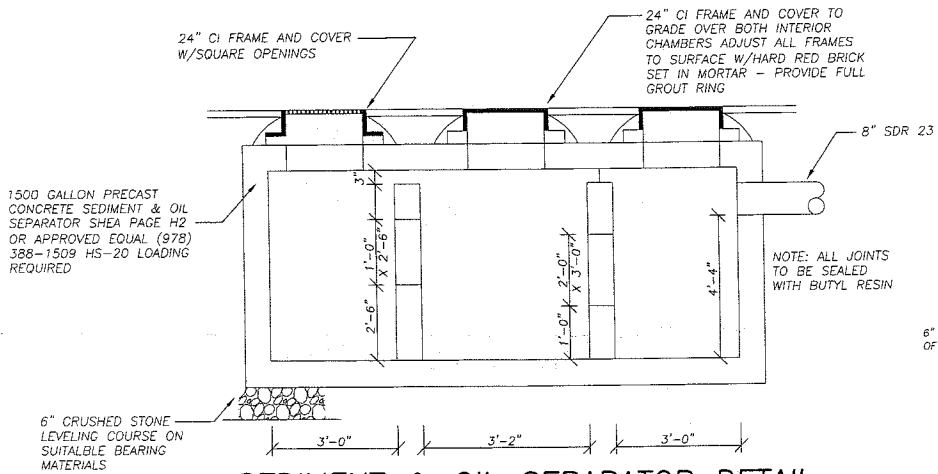 24" CI FRAME AND COVER
W/SQUARE OPENINGS
24" CI FRAME AND COVER TO
GRADE OVER BOTH INTERIOR
CHAMBERS ADJUST ALL FRAMES
TO SURFACE W/HARD RED BRICK
SET IN MORTAR - PROVIDE FULL
GROUT RING
8" SDR 23
1500 GALLON PRECAST
CONCRETE SEDIMENT & OIL
SEPARATOR SHEA PAGE H2
OR APPROVED EQUAL (978)
388-1509 HS-20 LOADING
REQUIRED
3"
1'-0"
X 2'-6"
2'-6"
2'-0"
X 3'-0"
1'-0"
4'-4"
NOTE: ALL JOINTS
TO BE SEALED
WITH BUTYL RESIN
6"
OF
6" CRUSHED STONE
LEVELING COURSE ON
SUITALBLE BEARING
MATERIALS
3'-0"
3'-2"
3'-0"
SEDIMENT & OIL SEPARATOR DETAIL